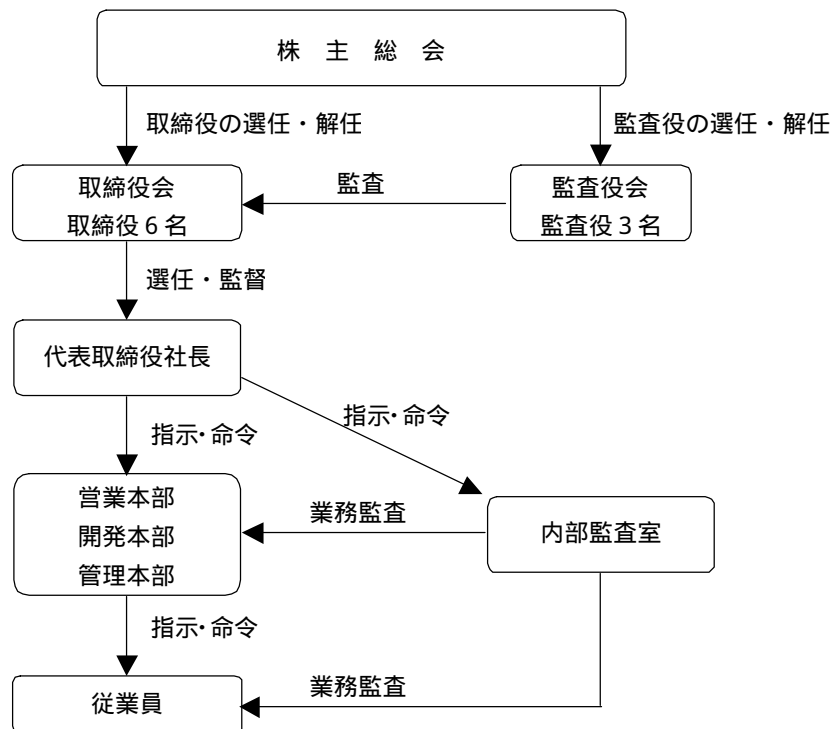 株 主 総 会
取締役の選任・解任
監査役の選任・解任
取締役会
取締役6名
監査
監査役会
監査役3名
選任・監督
代表取締役社長
指示・命令
指示・命令
営業本部
開発本部
管理本部
業務監査
内部監査室
指示・命令
従業員
業務監査